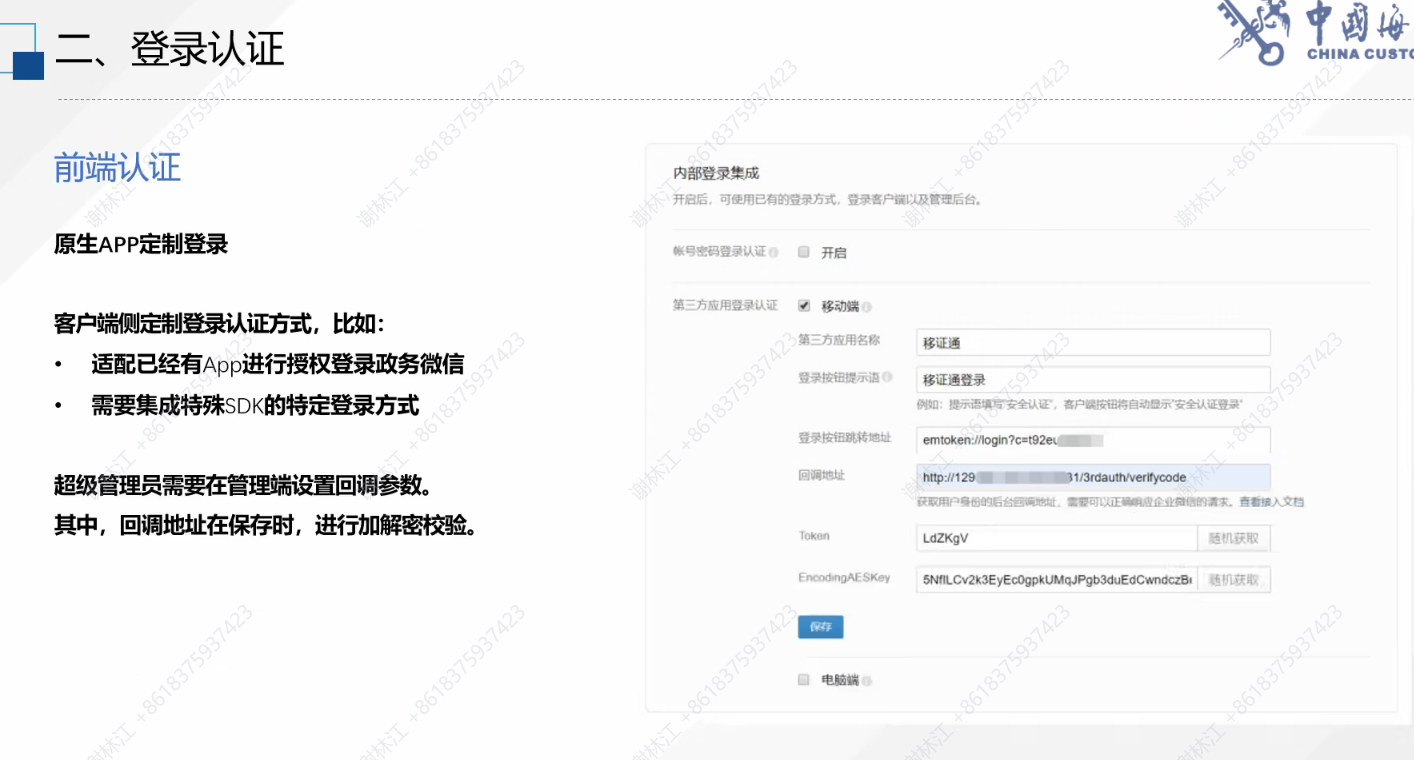 二、登录认证
中國海
CHINA CUSTO
前端认证
原生APP定制登录
客户端侧定制登录认证方式，比如：
• 适配已经有App进行授权登录政务微信
• 需要集成特殊SDK的特定登录方式
超级管理员需要在管理端设置回调参数。
其中，回调地址在保存时，进行加解密校验。
内部登录集成
开启后，可使用已有的登录方式，登录客户端以及管理后台。
帐号密码登录认证 开启
第三方应用登录认证 移动端
第三方应用名称 移证通
登录按钮提示语 移证通登录
例如：提示语填写"安全认证"，客户端按钮将自动显示"安全认证登录"
登录按钮跳转地址 emtoken://login?c=t92eu
回调地址 http://129 31/3rdauth/verifycode
获取用户身份的后台回调地址，需要可以正确响应企业微信的请求。查看接入文档
Token LdZKgV 随机获取
EncodingAESKey 5NflLCv2k3EyEc0gpkUMqJPgb3duEdCwndczB 随机获取
保存
电脑端
谢林江 +8618375937423